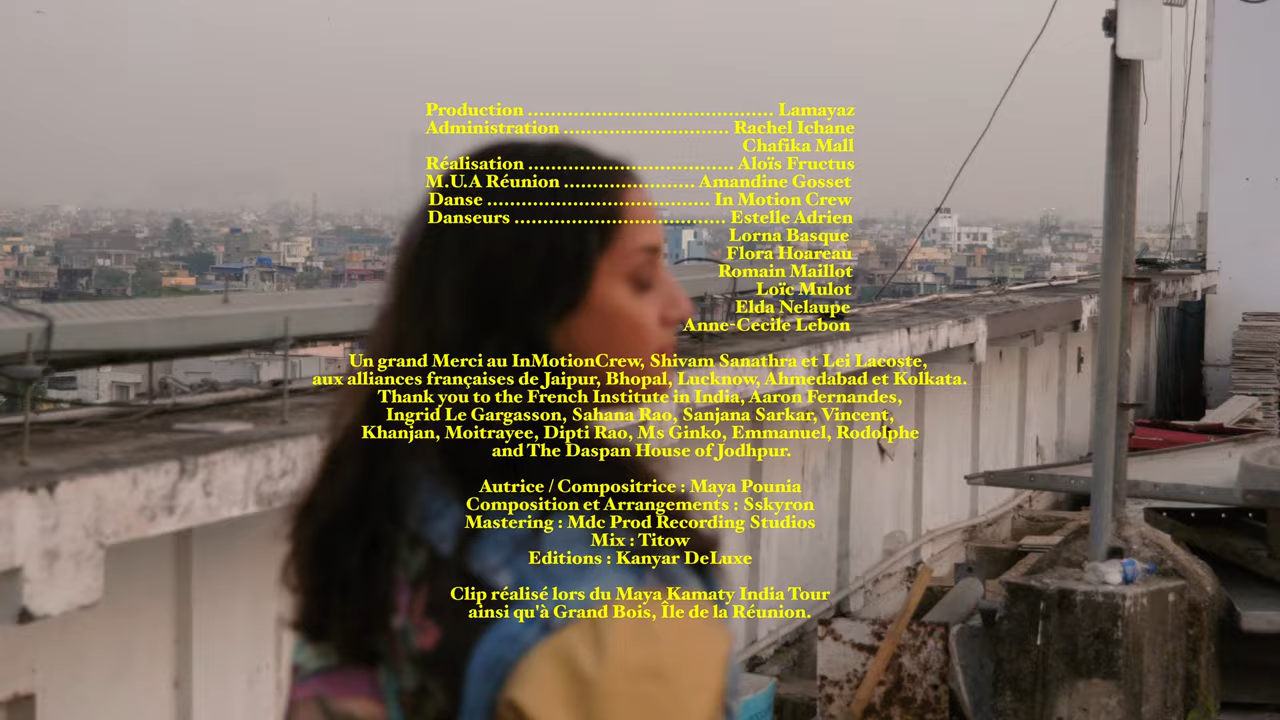 Production .......................................... Lamayaz
Administration ............................ Rachel Ichane
Chafika Mall
Réalisation ................................... Aloïs Fructus
M.U.A Réunion ...................... Amandine Gosset
Danse ...................................... In Motion Crew
Danseurs .................................... Estelle Adrien
Lorna Basque
Flora Hoareau
Romain Maillot
Loïc Mulot
Elda Nelaupe
Anne-Cecile Lebon
Un grand Merci au InMotionCrew, Shivam Sanathra et Lei Lacoste,
aux alliances françaises de Jaipur, Bhopal, Lucknow, Ahmedabad et Kolkata.
Thank you to the French Institute in India, Aaron Fernandes,
Ingrid Le Gargasson, Sahana Rao, Sanjana Sarkar, Vincent,
Khanjan, Moitrayee, Dipti Rao, Ms Ginko, Emmanuel, Rodolphe
and The Daspan House of Jodhpur.
Autrice / Compositrice : Maya Pounia
Composition et Arrangements : Sskyron
Mastering : Mdc Prod Recording Studios
Mix : Titow
Editions : Kanyar DeLuxe
Clip réalisé lors du Maya Kamaty India Tour
ainsi qu'à Grand Bois, Île de la Réunion.